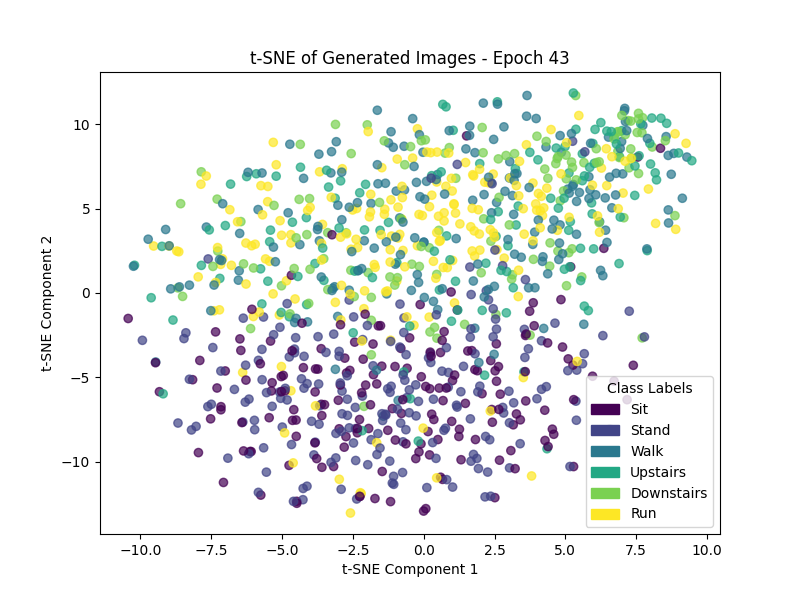 t-SNE of Generated Images - Epoch 43
t-SNE Component 2
10
5
0
−5
−10
−10.0 −7.5 −5.0 −2.5 0.0 2.5 5.0 7.5 10.0
t-SNE Component 1
Class Labels
Sit
Stand
Walk
Upstairs
Downstairs
Run